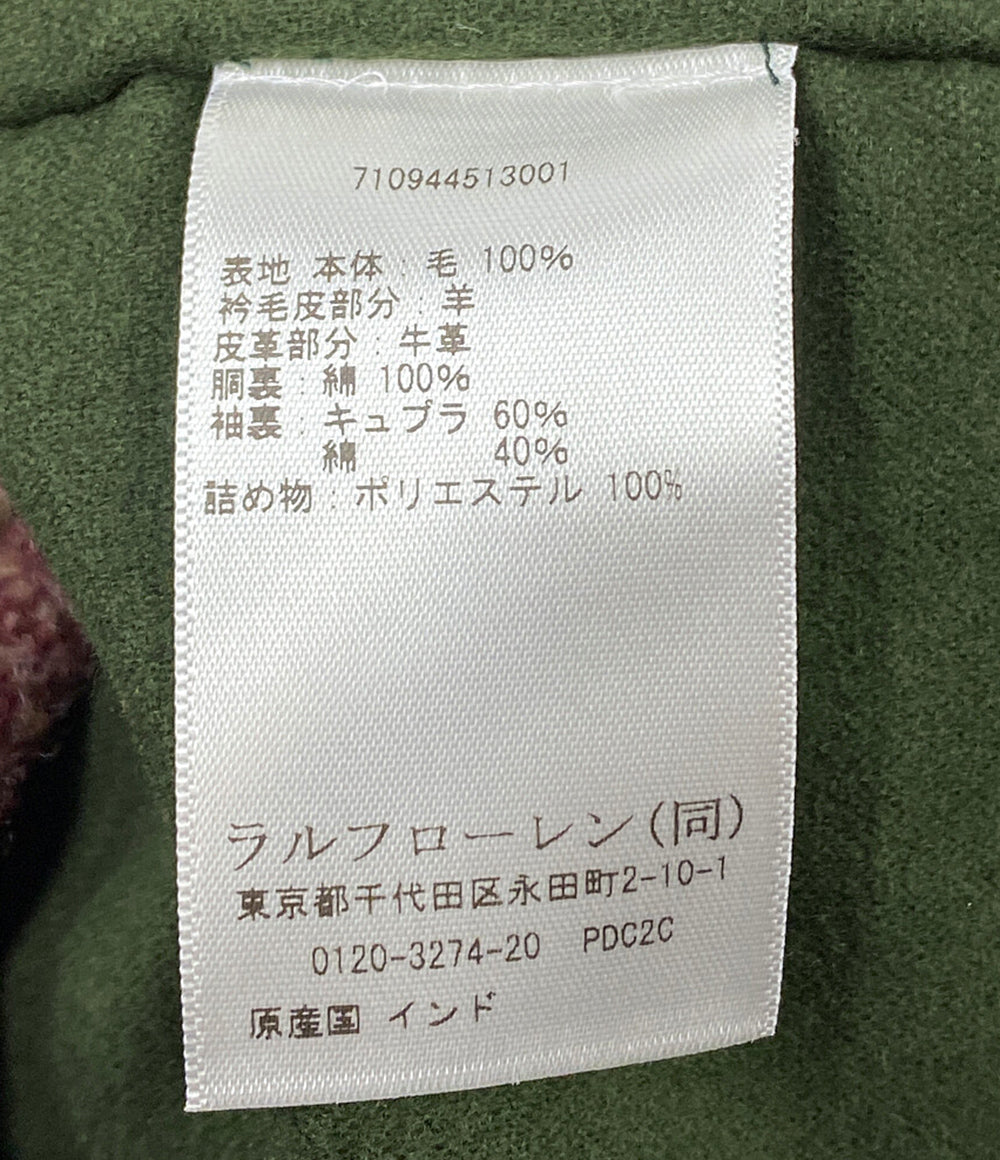 710944513001
表地 本体 : 毛 100%
衿毛皮部分 : 羊
皮革部分 : 牛革
胴裏 : 綿 100%
袖裏 : キュプラ 60%
綿 40%
詰め物 : ポリエステル 100%
ラルフローレン(同)
東京都千代田区永田町2-10-1
0120-3274-20 PDC2C
原産国 インド